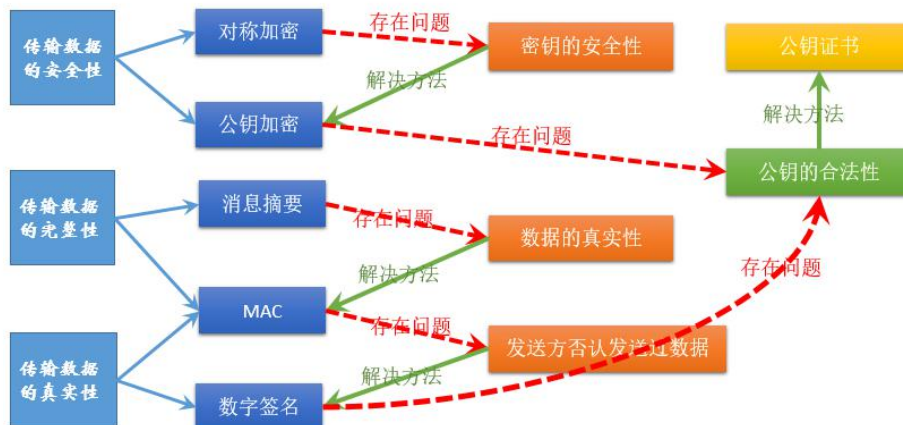 传输数据
的安全性
对称加密
存在问题
密钥的安全性
公钥证书
解决方法
公钥加密
存在问题
解决方法
公钥的合法性
传输数据
的完整性
消息摘要
存在问题
数据的真实性
存在问题
解决方法
MAC
存在问题
发送方否认发送过数据
传输数据
的真实性
解决方法
数字签名